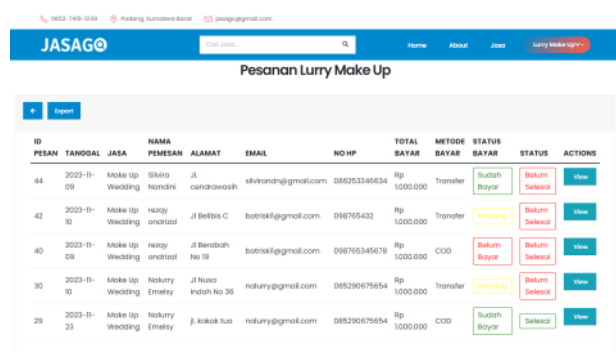 0852-7418-5139 Padang, Sumatera Barat jasago@gmail.com
JASAGO Cari Jasa... Home About Jasa Lurry Make Up
Pesanan Lurry Make Up
Export
ID PESAN TANGGAL JASA NAMA PEMESAN ALAMAT EMAIL NO HP TOTAL BAYAR METODE BAYAR STATUS BAYAR STATUS ACTIONS
44 2023-11-09 Make Up Wedding Silvira Nandini Jl. cendrawasih silvirandn@gmail.com 086253346634 Rp 1.000.000 Transfer Sudah Bayar Belum Selesai View
42 2023-11-10 Make Up Wedding rezqy andrizal Jl Belibis C botriskil@gmail.com 098765432 Rp 1.000.000 Transfer Pending Belum Selesai View
40 2023-11-09 Make Up Wedding rezqy andrizal Jl Berabah No 19 botriskil@gmail.com 098765345678 Rp 1.000.000 COD Belum Bayar Belum Selesai View
30 2023-11-10 Make Up Wedding Nalurry Emelsy Jl Nusa Indah No 36 nalurry@gmail.com 085290675654 Rp 1.000.000 Transfer Pending Belum Selesai View
29 2023-11-23 Make Up Wedding Nalurry Emelsy jl. kakak tua nalurry@gmail.com 085290675654 Rp 1.000.000 COD Sudah Bayar Selesai View